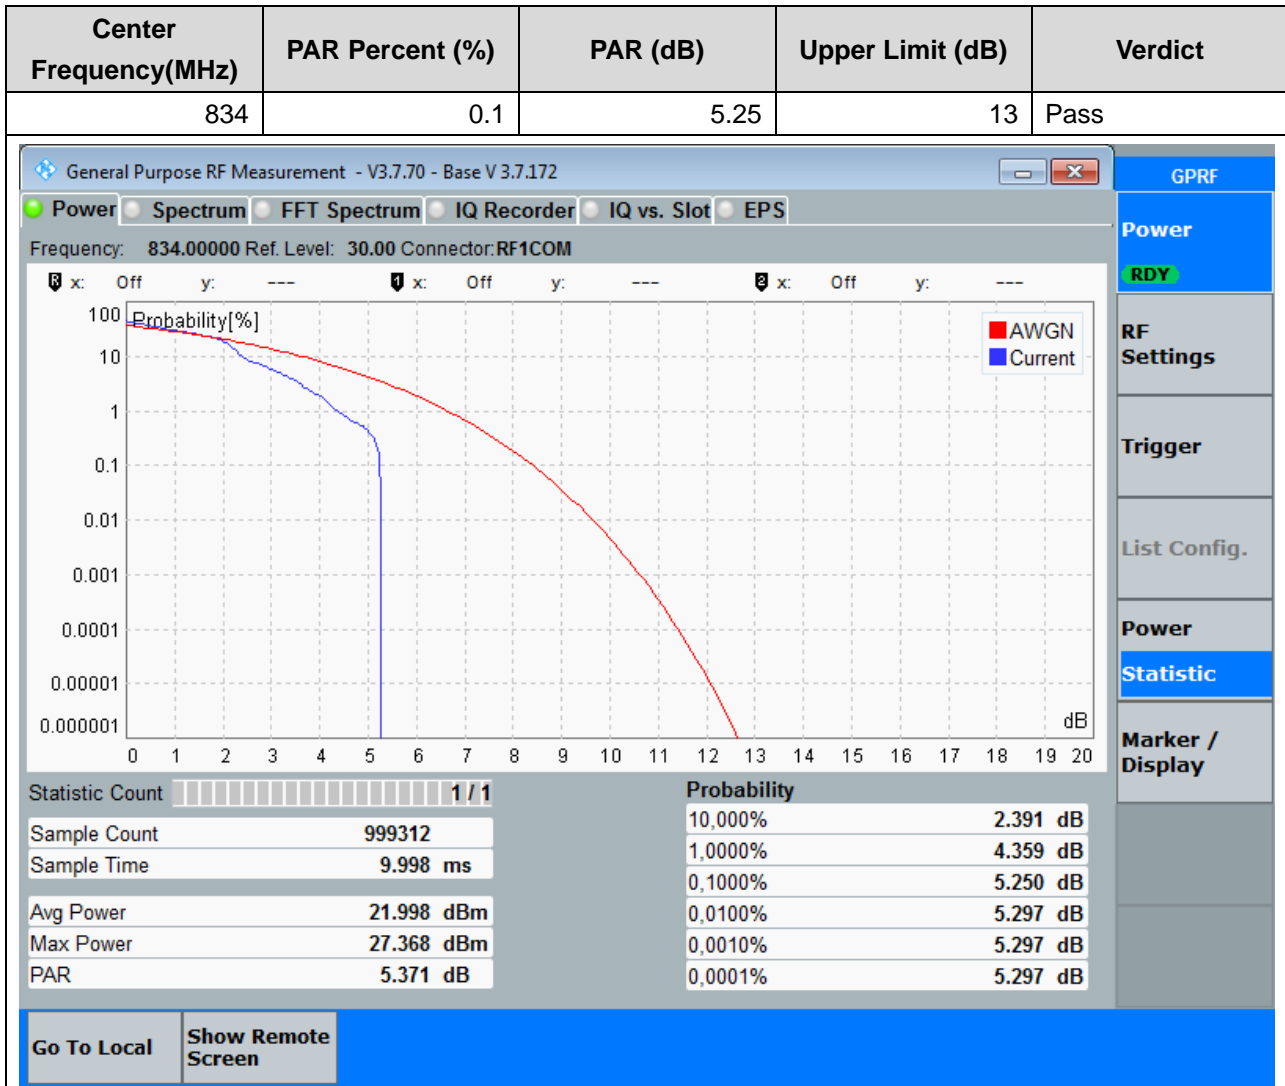 Center Frequency(MHz) PAR Percent (%) PAR (dB) Upper Limit (dB) Verdict
834 0.1 5.25 13 Pass
General Purpose RF Measurement - V3.7.70 - Base V 3.7.172
GPRF
Power Spectrum FFT Spectrum IQ Recorder IQ vs. Slot EPS
Frequency: 834.00000 Ref. Level: 30.00 Connector:RF1COM
R x: Off y: --- 1 x: Off y: --- 2 x: Off y: ---
Probability[%]
100
10
1
0.1
0.01
0.001
0.0001
0.00001
0.000001
AWGN
Current
dB
0 1 2 3 4 5 6 7 8 9 10 11 12 13 14 15 16 17 18 19 20
Statistic Count 1 / 1
Sample Count 999312
Sample Time 9.998 ms
Avg Power 21.998 dBm
Max Power 27.368 dBm
PAR 5.371 dB
Probability
10,000% 2.391 dB
1,0000% 4.359 dB
0,1000% 5.250 dB
0,0100% 5.297 dB
0,0010% 5.297 dB
0,0001% 5.297 dB
Power
RDY
RF
Settings
Trigger
List Config.
Power
Statistic
Marker /
Display
Go To Local
Show Remote
Screen